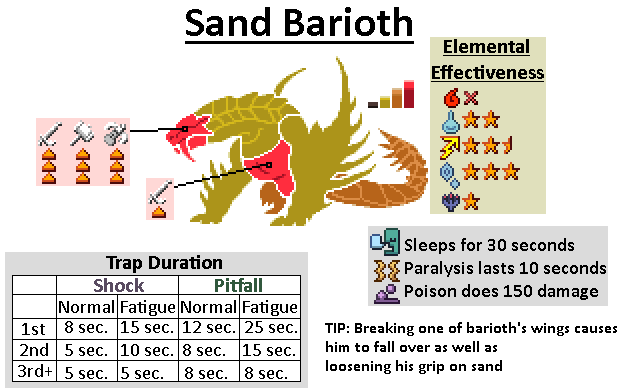 Sand Barioth
Elemental
Effectiveness
Sleeps for 30 seconds
Paralysis lasts 10 seconds
Poison does 150 damage
Trap Duration
Shock Pitfall
Normal Fatigue Normal Fatigue
1st 8 sec. 15 sec. 12 sec. 25 sec.
2nd 5 sec. 10 sec. 8 sec. 15 sec.
3rd+ 5 sec. 5 sec. 8 sec. 8 sec.
TIP: Breaking one of barioth's wings causes
him to fall over as well as
loosening his grip on sand